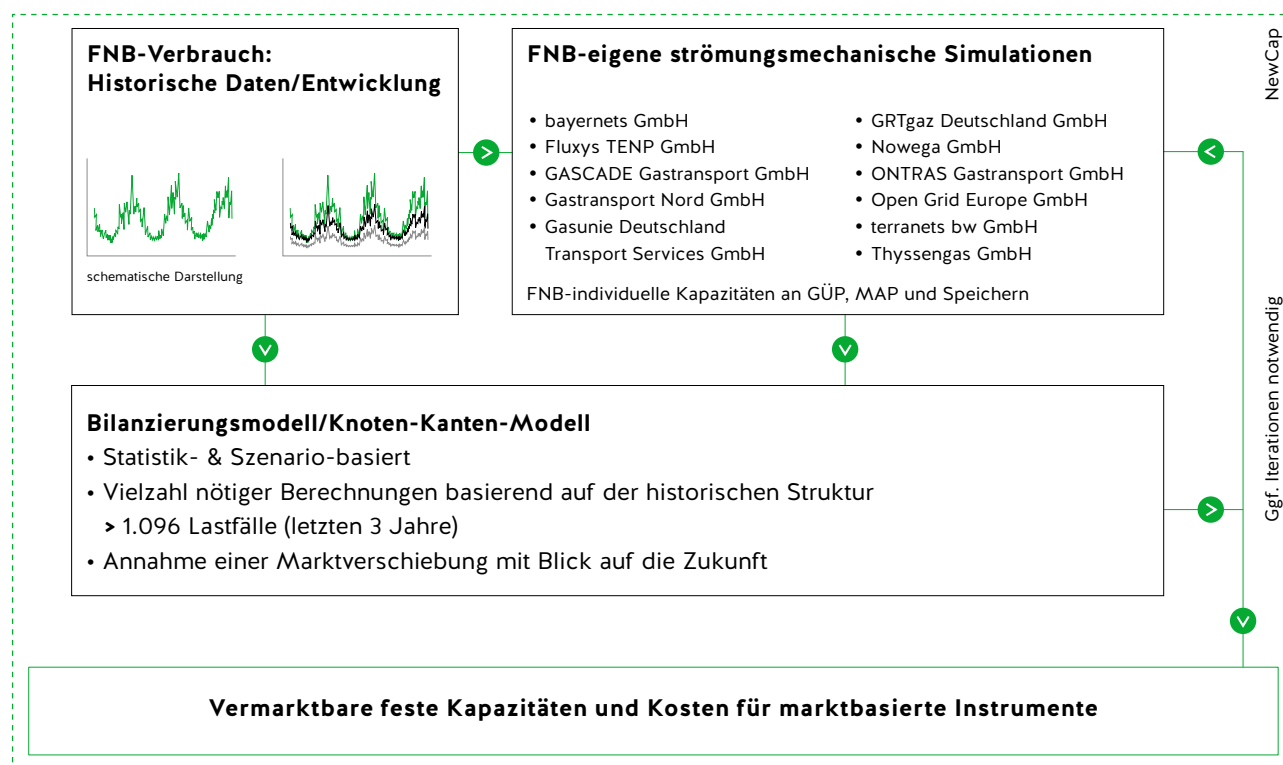 FNB-Verbrauch:
Historische Daten/Entwicklung
schematische Darstellung
FNB-eigene strömungsmechanische Simulationen
• bayernets GmbH
• Fluxys TENP GmbH
• GASCADE Gastransport GmbH
• Gastransport Nord GmbH
• Gasunie Deutschland
Transport Services GmbH
• GRTgaz Deutschland GmbH
• Nowega GmbH
• ONTRAS Gastransport GmbH
• Open Grid Europe GmbH
• terranets bw GmbH
• Thyssengas GmbH
FNB-individuelle Kapazitäten an GÜP, MAP und Speichern
NewCap
Ggf. Iterationen notwendig
Bilanzierungsmodell/Knoten-Kanten-Modell
• Statistik- & Szenario-basiert
• Vielzahl nötiger Berechnungen basierend auf der historischen Struktur
> 1.096 Lastfälle (letzten 3 Jahre)
• Annahme einer Marktverschiebung mit Blick auf die Zukunft
Vermarktbare feste Kapazitäten und Kosten für marktbasierte Instrumente